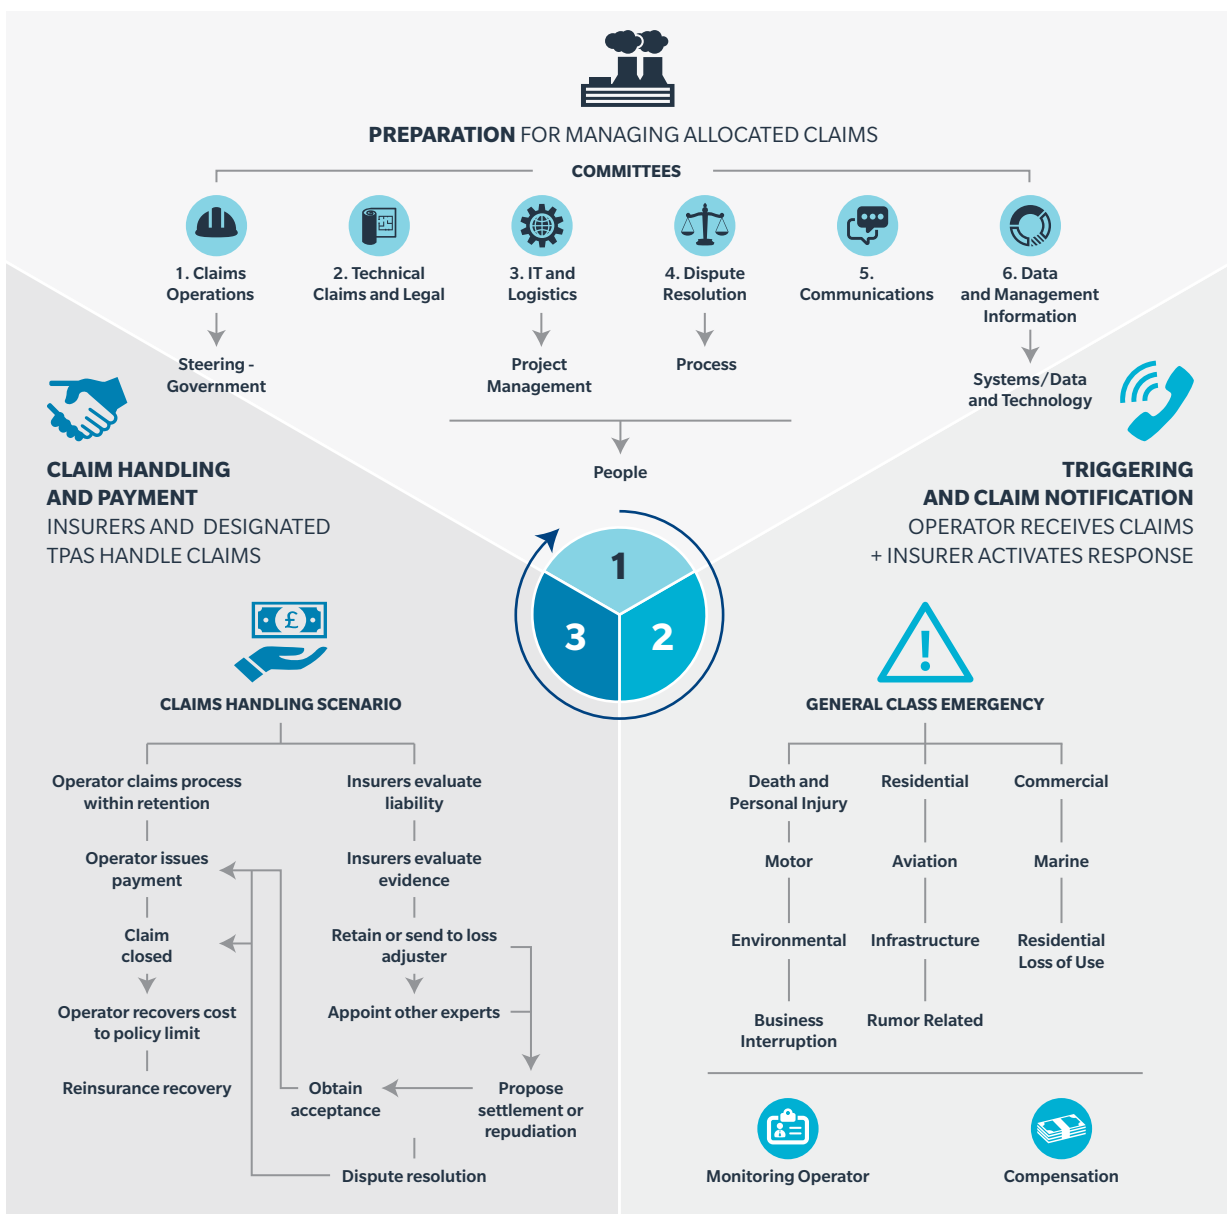 PREPARATION FOR MANAGING ALLOCATED CLAIMS
COMMITTEES
1. Claims
Operations
2. Technical
Claims and Legal
3. IT and
Logistics
4. Dispute
Resolution
5.
Communications
6. Data
and Management
Information
Steering -
Government
Project
Management
Process
Systems/Data
and Technology
People
CLAIM HANDLING
AND PAYMENT
INSURERS AND DESIGNATED
TPAS HANDLE CLAIMS
TRIGGERING
AND CLAIM NOTIFICATION
OPERATOR RECEIVES CLAIMS
+ INSURER ACTIVATES RESPONSE
1
2
3
£
CLAIMS HANDLING SCENARIO
Operator claims process
within retention
Operator issues
payment
Claim
closed
Operator recovers cost
to policy limit
Reinsurance recovery
Insurers evaluate
liability
Insurers evaluate
evidence
Retain or send to loss
adjuster
Appoint other experts
Propose
settlement or
repudiation
Obtain
acceptance
Dispute resolution
!
GENERAL CLASS EMERGENCY
Death and
Personal Injury
Motor
Environmental
Business
Interruption
Residential
Aviation
Infrastructure
Rumor Related
Commercial
Marine
Residential
Loss of Use
Monitoring Operator
Compensation